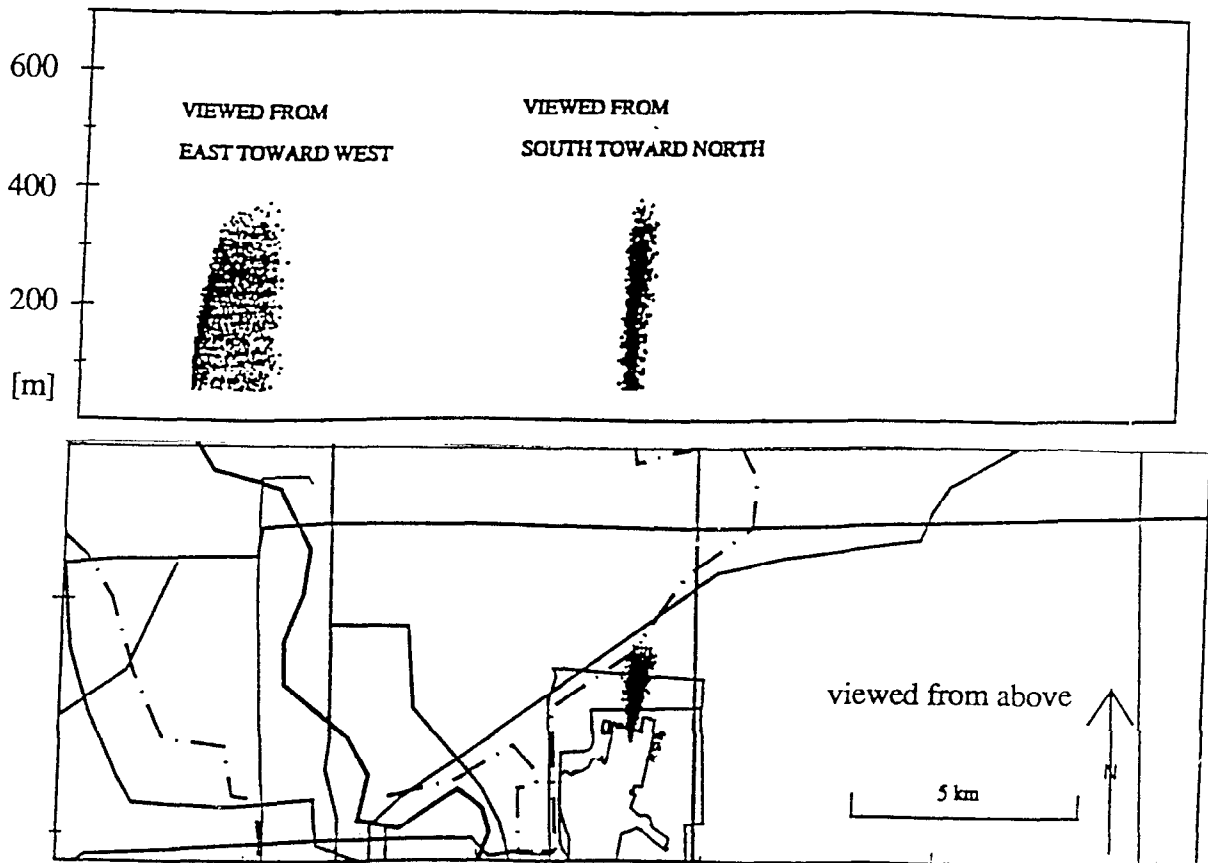 600
VIEWED FROM
EAST TOWARD WEST
VIEWED FROM
SOUTH TOWARD NORTH
400
200
[m]
viewed from above
N
5 km